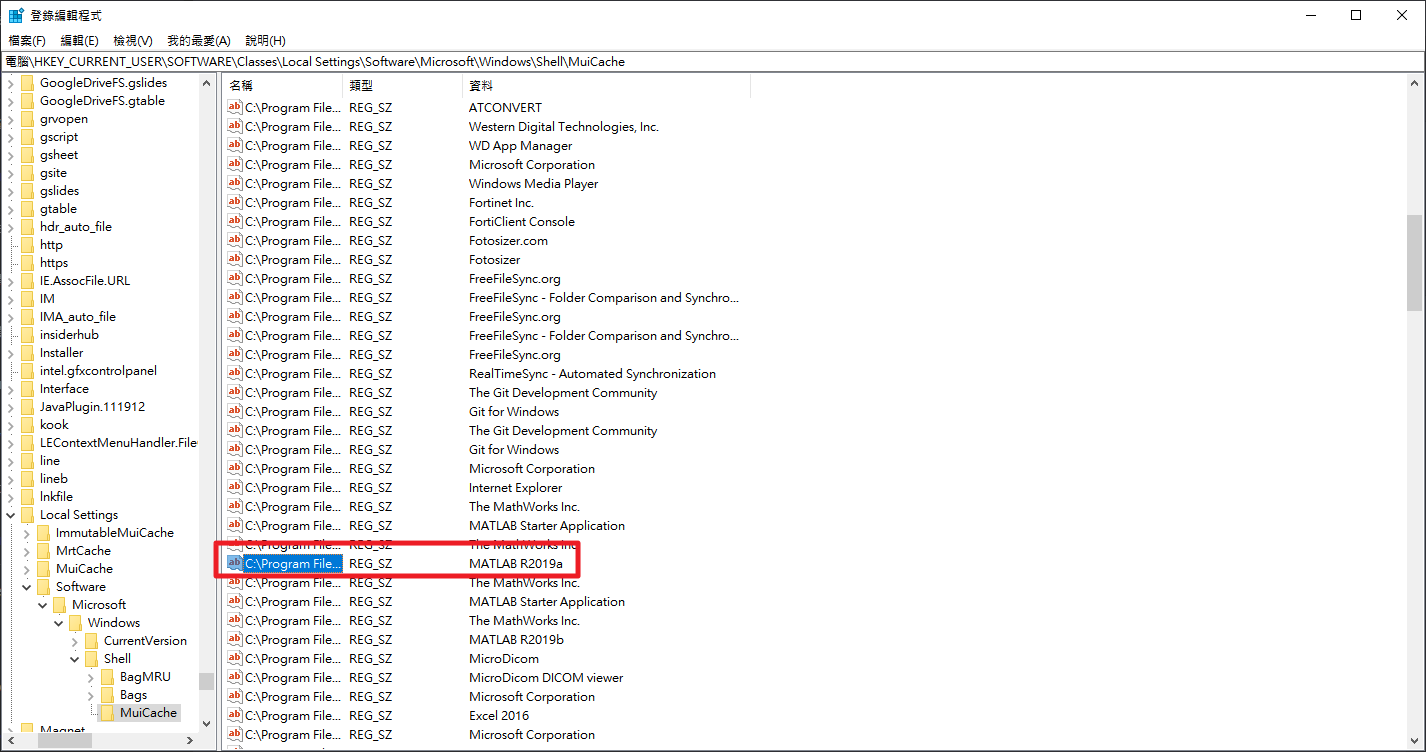 登錄編輯程式
檔案(F) 編輯(E) 檢視(V) 我的最愛(A) 說明(H)
電腦\HKEY_CURRENT_USER\SOFTWARE\Classes\Local Settings\Software\Microsoft\Windows\Shell\MuiCache
GoogleDriveFS.gslides
GoogleDriveFS.gtable
grvopen
gscript
gsheet
gsite
gslides
gtable
hdr_auto_file
http
https
IE.AssocFile.URL
IM
IMA_auto_file
insiderhub
Installer
intel.gfxcontrolpanel
Interface
JavaPlugin.111912
kook
LEContextMenuHandler.File
line
lineb
lnkfile
Local Settings
ImmutableMuiCache
MrtCache
MuiCache
Software
Microsoft
Windows
CurrentVersion
Shell
BagMRU
Bags
MuiCache
Magnet
名稱 類型 資料
C:\Program File... REG_SZ ATCONVERT
C:\Program File... REG_SZ Western Digital Technologies, Inc.
C:\Program File... REG_SZ WD App Manager
C:\Program File... REG_SZ Microsoft Corporation
C:\Program File... REG_SZ Windows Media Player
C:\Program File... REG_SZ Fortinet Inc.
C:\Program File... REG_SZ FortiClient Console
C:\Program File... REG_SZ Fotosizer.com
C:\Program File... REG_SZ Fotosizer
C:\Program File... REG_SZ FreeFileSync.org
C:\Program File... REG_SZ FreeFileSync - Folder Comparison and Synchro...
C:\Program File... REG_SZ FreeFileSync.org
C:\Program File... REG_SZ FreeFileSync - Folder Comparison and Synchro...
C:\Program File... REG_SZ FreeFileSync.org
C:\Program File... REG_SZ RealTimeSync - Automated Synchronization
C:\Program File... REG_SZ The Git Development Community
C:\Program File... REG_SZ Git for Windows
C:\Program File... REG_SZ The Git Development Community
C:\Program File... REG_SZ Git for Windows
C:\Program File... REG_SZ Microsoft Corporation
C:\Program File... REG_SZ Internet Explorer
C:\Program File... REG_SZ The MathWorks Inc.
C:\Program File... REG_SZ MATLAB Starter Application
C:\Program File... REG_SZ The MathWorks Inc.
C:\Program File... REG_SZ MATLAB R2019a
C:\Program File... REG_SZ The MathWorks Inc.
C:\Program File... REG_SZ MATLAB Starter Application
C:\Program File... REG_SZ The MathWorks Inc.
C:\Program File... REG_SZ MATLAB R2019b
C:\Program File... REG_SZ MicroDicom
C:\Program File... REG_SZ MicroDicom DICOM viewer
C:\Program File... REG_SZ Microsoft Corporation
C:\Program File... REG_SZ Excel 2016
C:\Program File... REG_SZ Microsoft Corporation